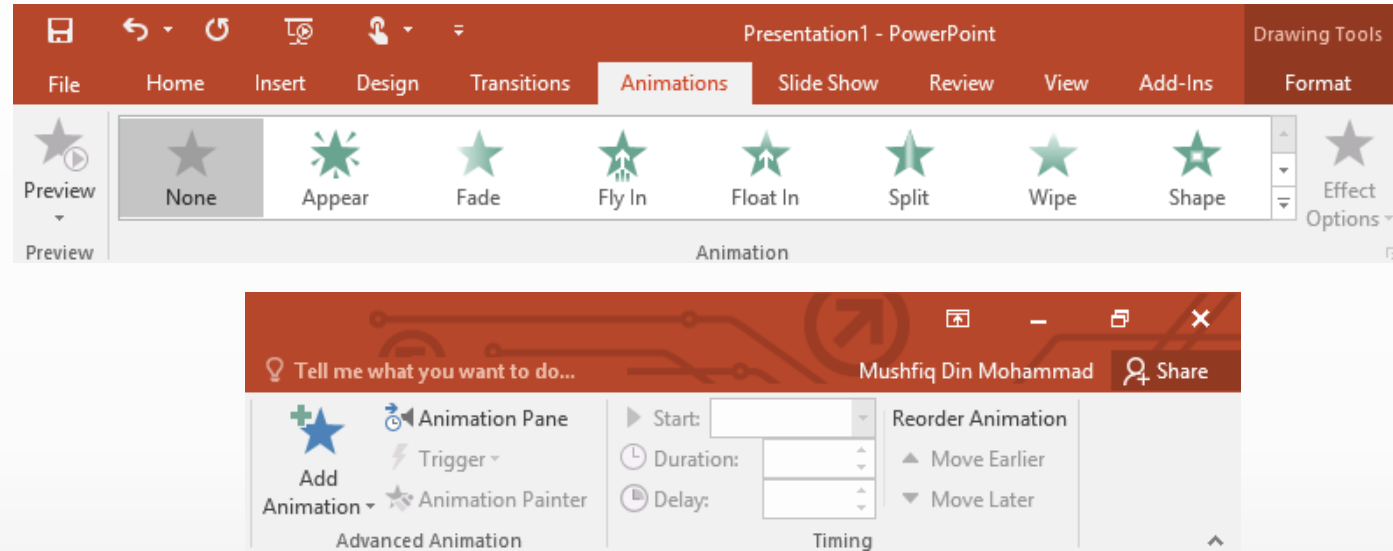 Presentation1 - PowerPoint Drawing Tools
File Home Insert Design Transitions Animations Slide Show Review View Add-Ins Format
Preview None Appear Fade Fly In Float In Split Wipe Shape Effect Options
Preview Animation
Tell me what you want to do... Mushfiq Din Mohammad Share
Animation Pane Start: Reorder Animation
Add Animation Trigger Duration: Move Earlier
Animation Painter Delay: Move Later
Advanced Animation Timing